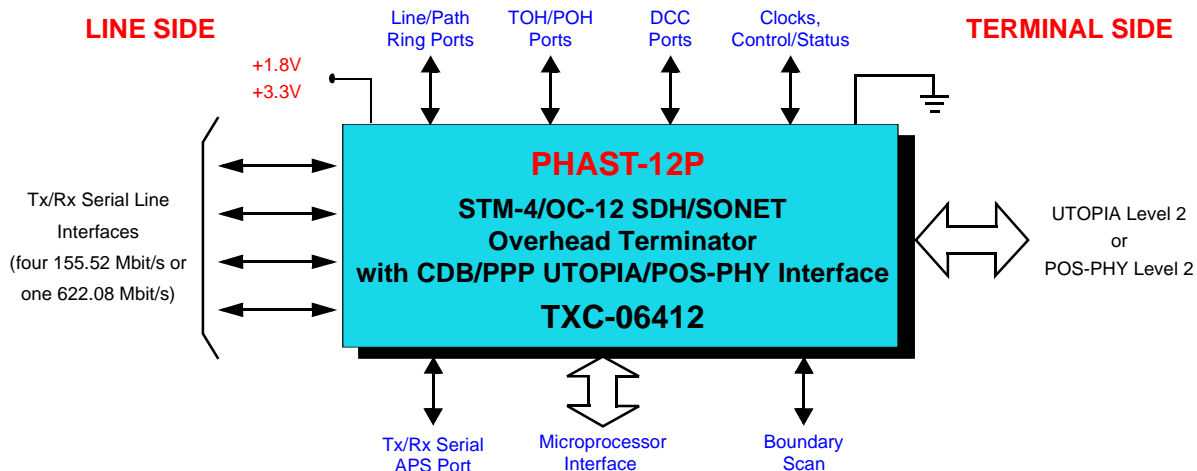 LINE SIDE
Line/Path
Ring Ports
TOH/POH
Ports
DCC
Ports
Clocks,
Control/Status
TERMINAL SIDE
+1.8V
+3.3V
Tx/Rx Serial Line
Interfaces
(four 155.52 Mbit/s or
one 622.08 Mbit/s)
PHAST-12P
STM-4/OC-12 SDH/SONET
Overhead Terminator
with CDB/PPP UTOPIA/POS-PHY Interface
TXC-06412
UTOPIA Level 2
or
POS-PHY Level 2
Tx/Rx Serial
APS Port
Microprocessor
Interface
Boundary
Scan